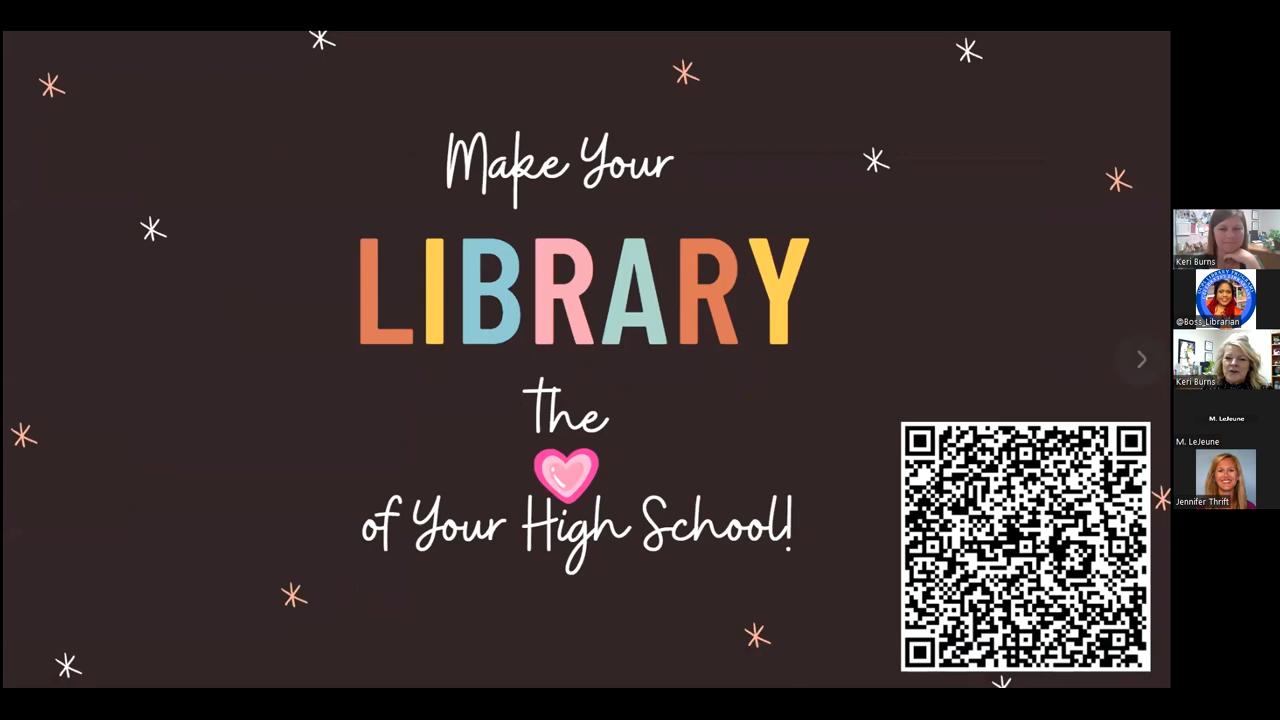 Make Your
LIBRARY
the
of Your High School!
Keri Burns
@Boss_Librarian
Keri Burns
M. LeJeune
M. LeJeune
Jennifer Thrift